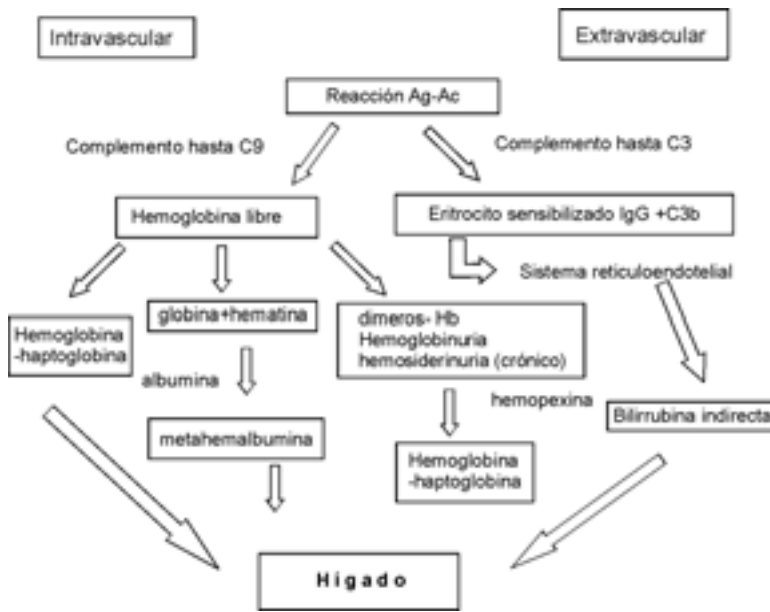 Intravascular
Extravascular
Reacción Ag-Ac
Complemento hasta C9
Complemento hasta C3
Hemoglobina libre
Eritrocito sensibilizado IgG +C3b
Sistema reticuloendotelial
Hemoglobina
-haptoglobina
globina+hematina
dimeros- Hb
Hemoglobinuria
hemosiderinuria (crónico)
albumina
hemopexina
metahemalbumina
Hemoglobina
-haptoglobina
Bilirrubina indirecta
Hígado